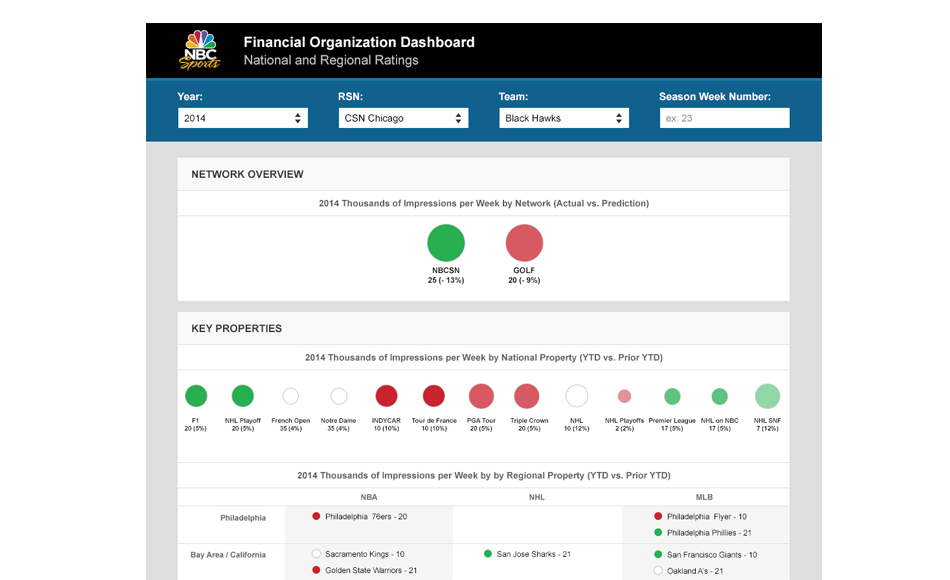 NBC
Sports
Financial Organization Dashboard
National and Regional Ratings
Year: RSN: Team: Season Week Number:
2014 CSN Chicago Black Hawks ex: 23
NETWORK OVERVIEW
2014 Thousands of Impressions per Week by Network (Actual vs. Prediction)
NBCSN GOLF
25 (- 13%) 20 (- 9%)
KEY PROPERTIES
2014 Thousands of Impressions per Week by National Property (YTD vs. Prior YTD)
F1 NHL Playoff French Open Notre Dame INDYCAR Tour de France PGA Tour Triple Crown NHL NHL Playoffs Premier League NHL on NBC NHL SNF
20 (5%) 20 (5%) 35 (4%) 35 (4%) 10 (10%) 10 (10%) 20 (5%) 20 (5%) 10 (12%) 2 (2%) 17 (5%) 17 (5%) 7 (12%)
2014 Thousands of Impressions per Week by by Regional Property (YTD vs. Prior YTD)
NBA NHL MLB
Philadelphia Philadelphia 76ers - 20 Philadelphia Flyer - 10
Philadelphia Phillies - 21
Bay Area / California Sacramento Kings - 10 San Jose Sharks - 21 San Francisco Giants - 10
Golden State Warriors - 21 Oakland A's - 21